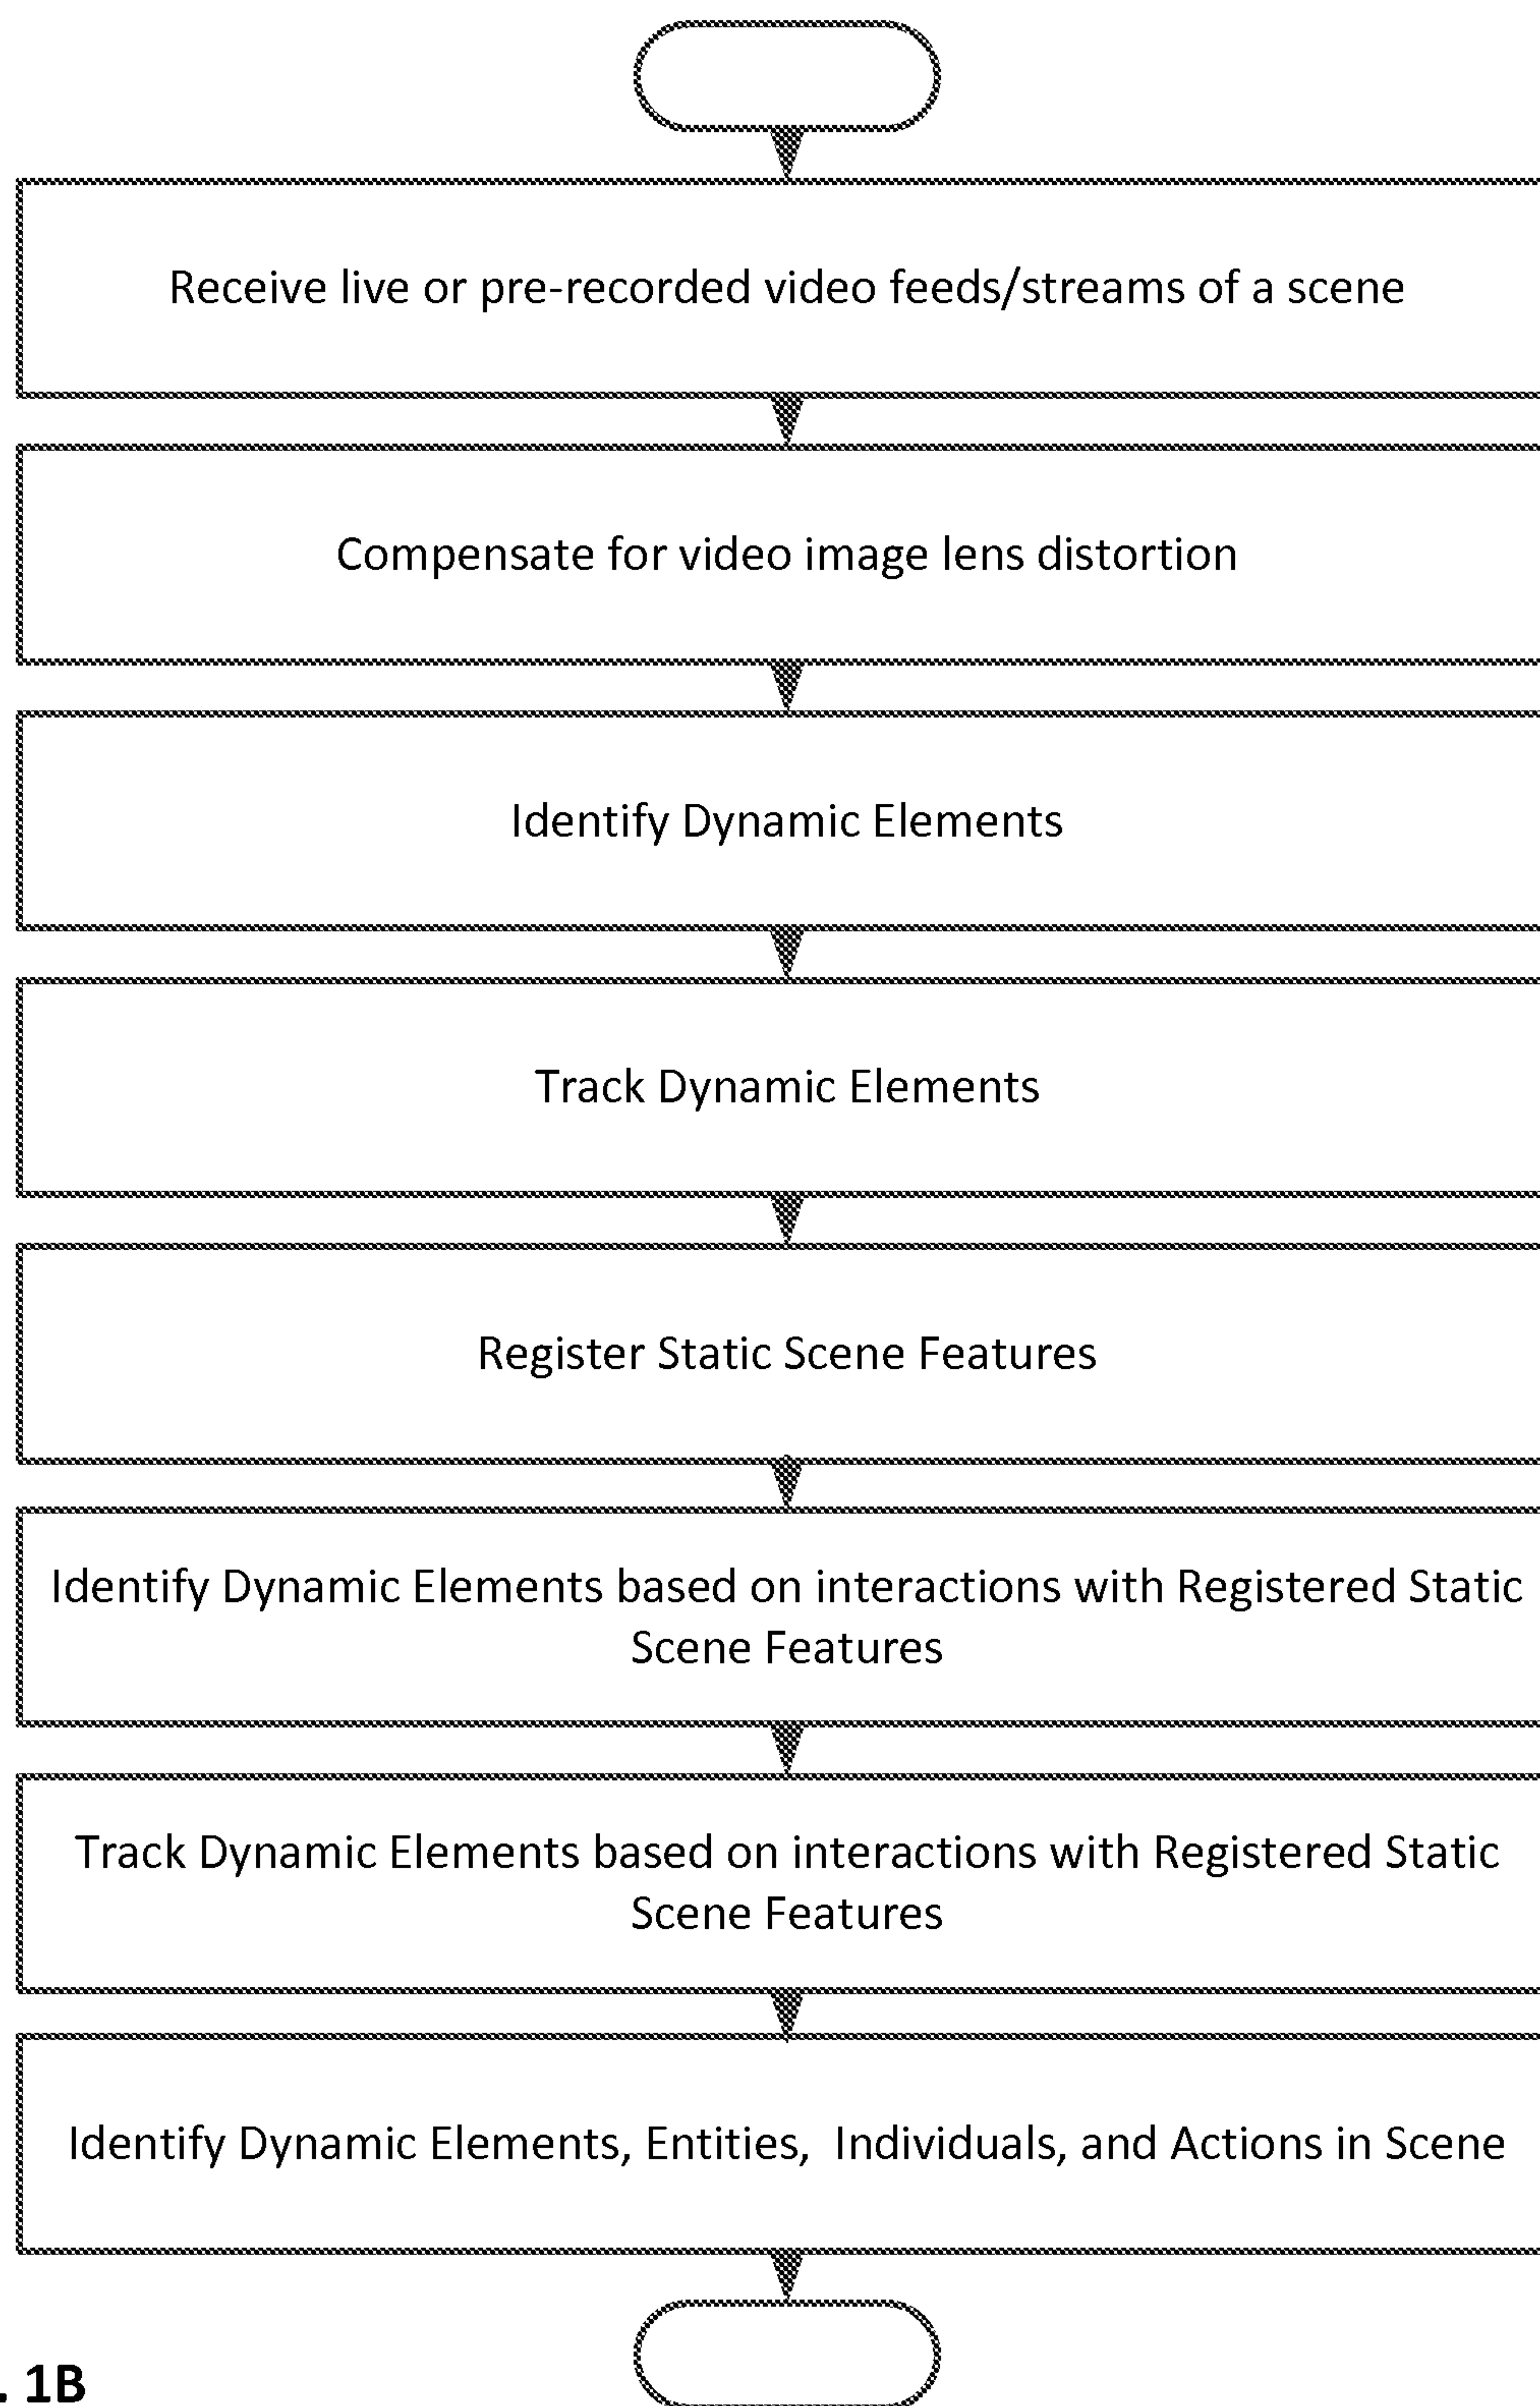 Receive live or pre-recorded video feeds/streams of a scene
Compensate for video image lens distortion
Identify Dynamic Elements
Track Dynamic Elements
Register Static Scene Features
Identify Dynamic Elements based on interactions with Registered Static
Scene Features
Track Dynamic Elements based on interactions with Registered Static
Scene Features
Identify Dynamic Elements, Entities,  Individuals, and Actions in Scene
. 1B